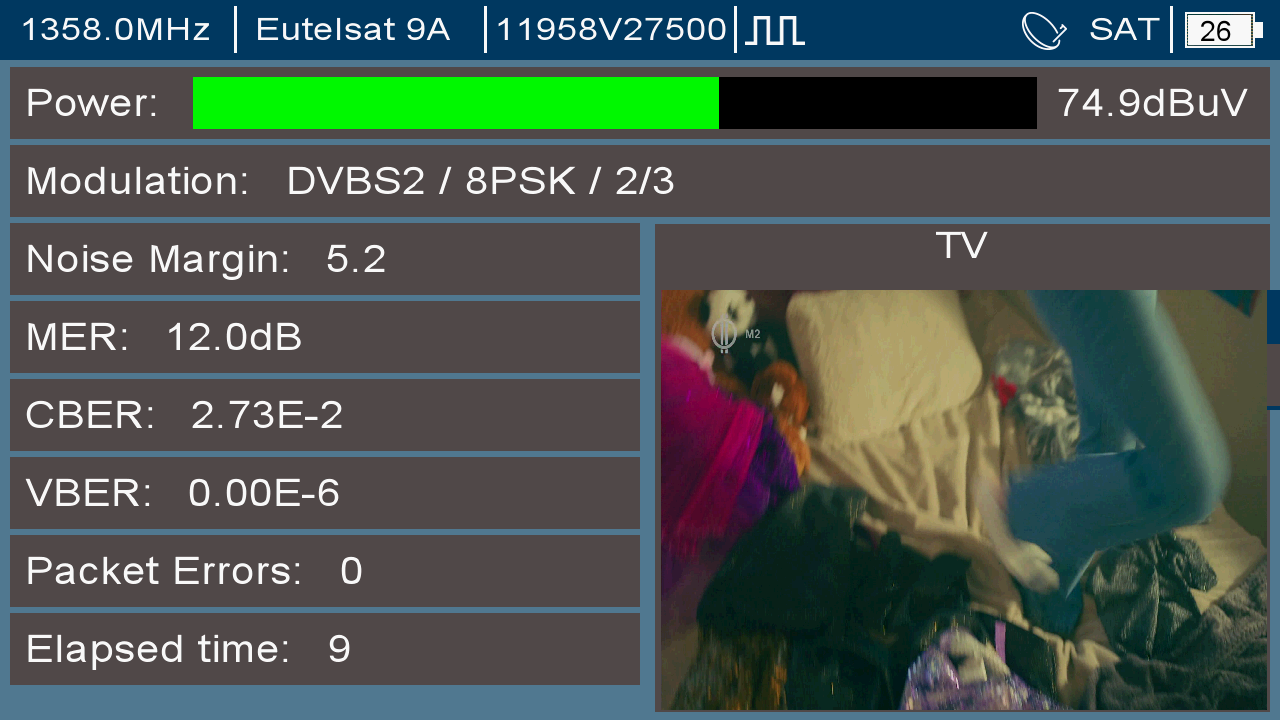 1358.0MHz Eutelsat 9A 11958V27500 SAT 26
Power: 74.9dBuV
Modulation: DVBS2 / 8PSK / 2/3
Noise Margin: 5.2
TV
MER: 12.0dB
M2
CBER: 2.73E-2
VBER: 0.00E-6
Packet Errors: 0
Elapsed time: 9